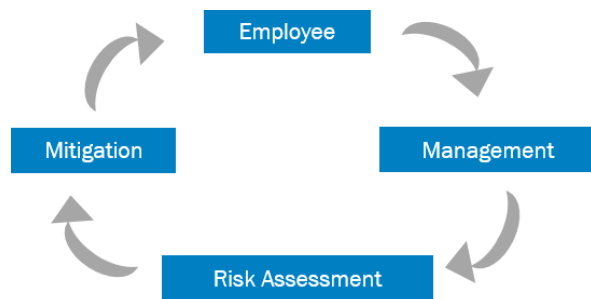 Employee
Management
Risk Assessment
Mitigation